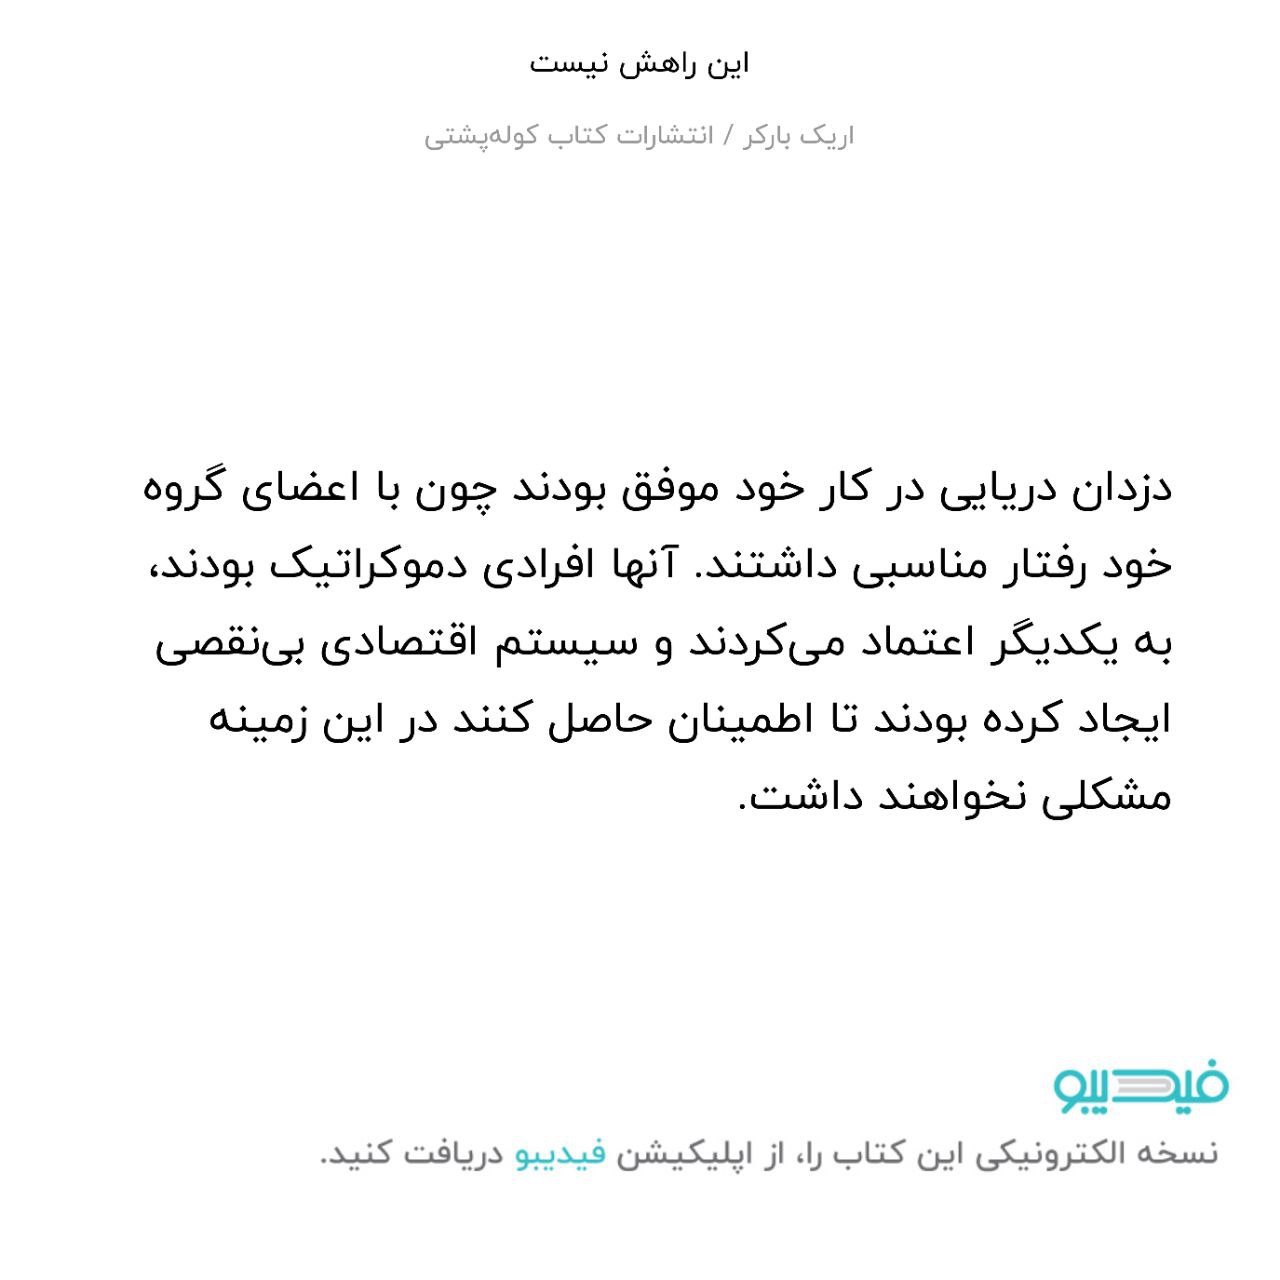 این راهش نیست
اریک بارکر / انتشارات کتاب کوله‌پشتی
دزدان دریایی در کار خود موفق بودند چون با اعضای گروه
خود رفتار مناسبی داشتند. آنها افرادی دموکراتیک بودند،
به یکدیگر اعتماد می‌کردند و سیستم اقتصادی بی‌نقصی
ایجاد کرده بودند تا اطمینان حاصل کنند در این زمینه
مشکلی نخواهند داشت.
فیدیبو
نسخه الکترونیکی این کتاب را، از اپلیکیشن فیدیبو دریافت کنید.